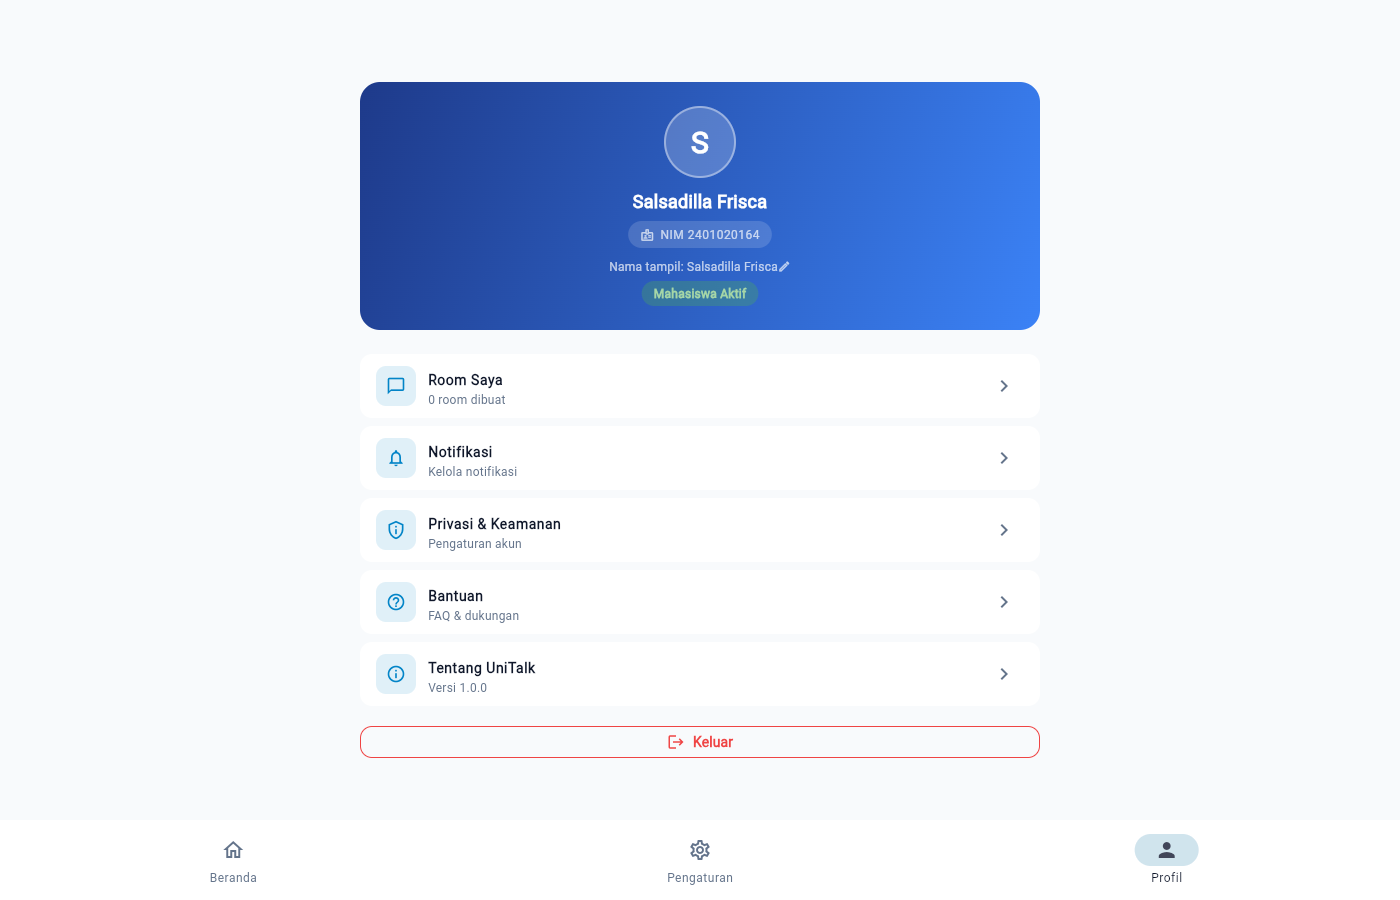 S
Salsadilla Frisca
NIM 2401020164
Nama tampil: Salsadilla Frisca
Mahasiswa Aktif
Room Saya
0 room dibuat
Notifikasi
Kelola notifikasi
Privasi & Keamanan
Pengaturan akun
Bantuan
FAQ & dukungan
Tentang UniTalk
Versi 1.0.0
Keluar
Beranda
Pengaturan
Profil